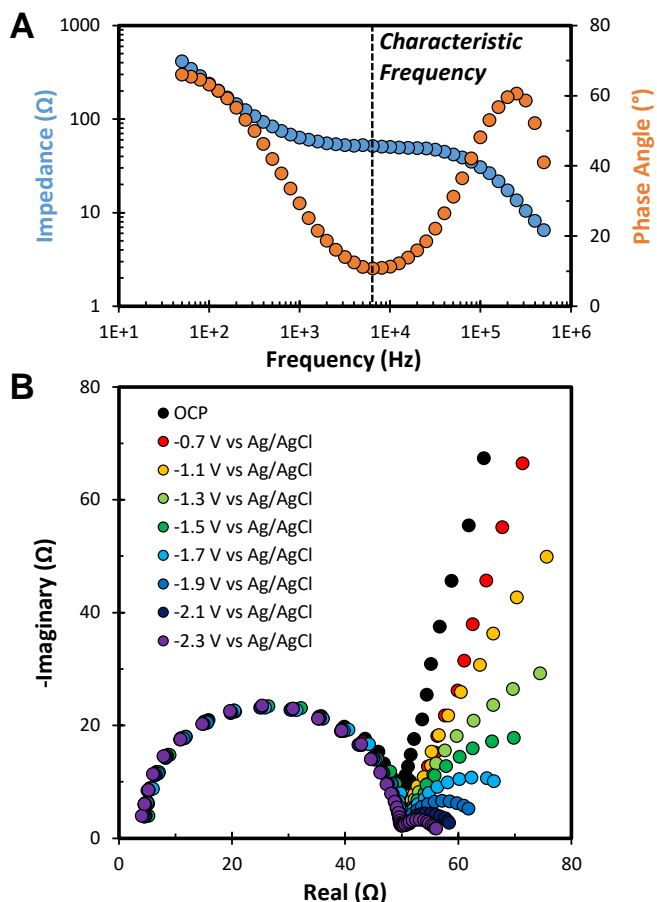 A
Impedance (Ω)
1000
100
10
1
Characteristic
Frequency
80
60
40
20
0
Phase Angle (°)
1E+1 1E+2 1E+3 1E+4 1E+5 1E+6
Frequency (Hz)
B
-Imaginary (Ω)
80
60
40
20
0
OCP
-0.7 V vs Ag/AgCl
-1.1 V vs Ag/AgCl
-1.3 V vs Ag/AgCl
-1.5 V vs Ag/AgCl
-1.7 V vs Ag/AgCl
-1.9 V vs Ag/AgCl
-2.1 V vs Ag/AgCl
-2.3 V vs Ag/AgCl
0 20 40 60 80
Real (Ω)